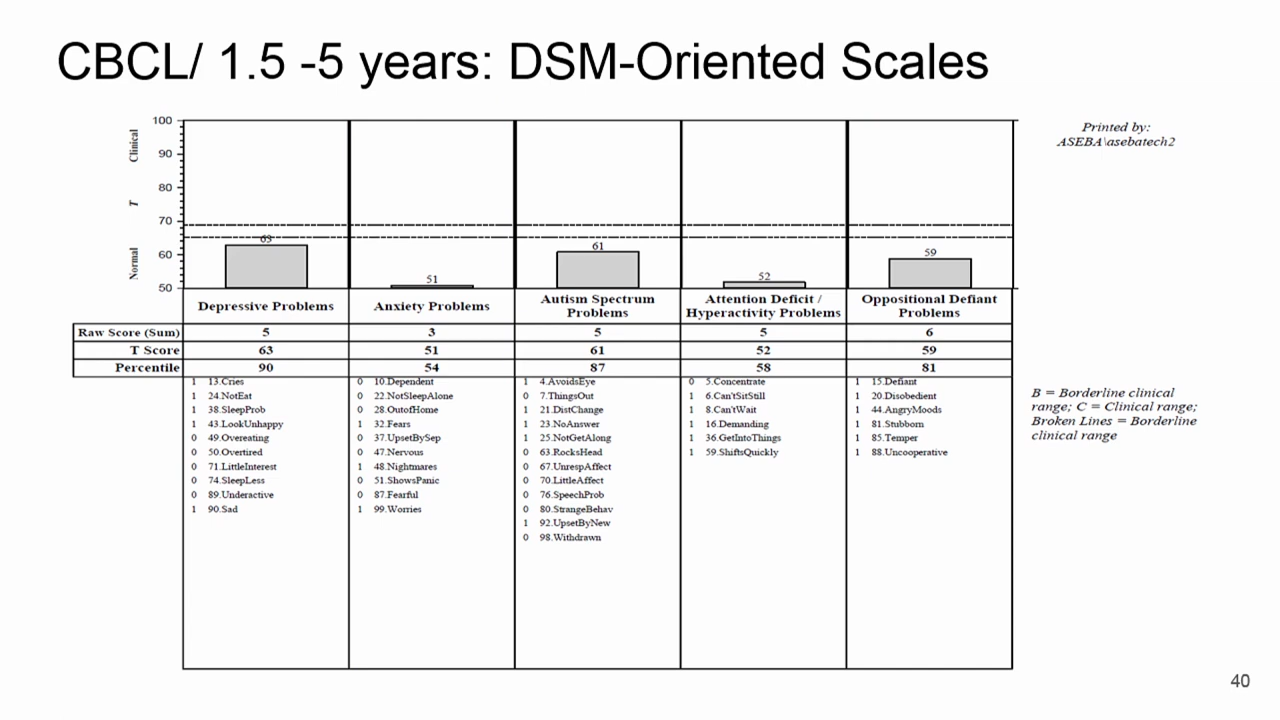 CBCL/ 1.5 -5 years: DSM-Oriented Scales
Printed by:
ASEBA\asebatech2
Clinical
T
Normal
100
90
80
70
60
50
63
51
61
52
59
Depressive Problems
Anxiety Problems
Autism Spectrum
Problems
Attention Deficit /
Hyperactivity Problems
Oppositional Defiant
Problems
Raw Score (Sum) 5 3 5 5 6
T Score 63 51 61 52 59
Percentile 90 54 87 58 81
1 13.Cries
1 24.NotEat
1 38.SleepProb
1 43.LookUnhappy
0 49.Overeating
0 50.Overtired
0 71.LittleInterest
0 74.SleepLess
0 89.Underactive
1 90.Sad
0 10.Dependent
0 22.NotSleepAlone
0 28.OutofHome
1 32.Fears
0 37.UpsetBySep
0 47.Nervous
1 48.Nightmares
0 51.ShowsPanic
0 87.Fearful
1 99.Worries
1 4.AvoidsEye
0 7.ThingsOut
1 21.DistChange
1 23.NoAnswer
1 25.NotGetAlong
0 63.RocksHead
0 67.UnrespAffect
0 70.LittleAffect
0 76.SpeechProb
0 80.StrangeBehav
1 92.UpsetByNew
0 98.Withdrawn
0 5.Concentrate
1 6.Can'tSitStill
1 8.Can'tWait
1 16.Demanding
1 36.GetIntoThings
1 59.ShiftsQuickly
1 15.Defiant
1 20.Disobedient
1 44.AngryMoods
1 81.Stubborn
1 85.Temper
1 88.Uncooperative
B = Borderline clinical
range; C = Clinical range;
Broken Lines = Borderline
clinical range
40